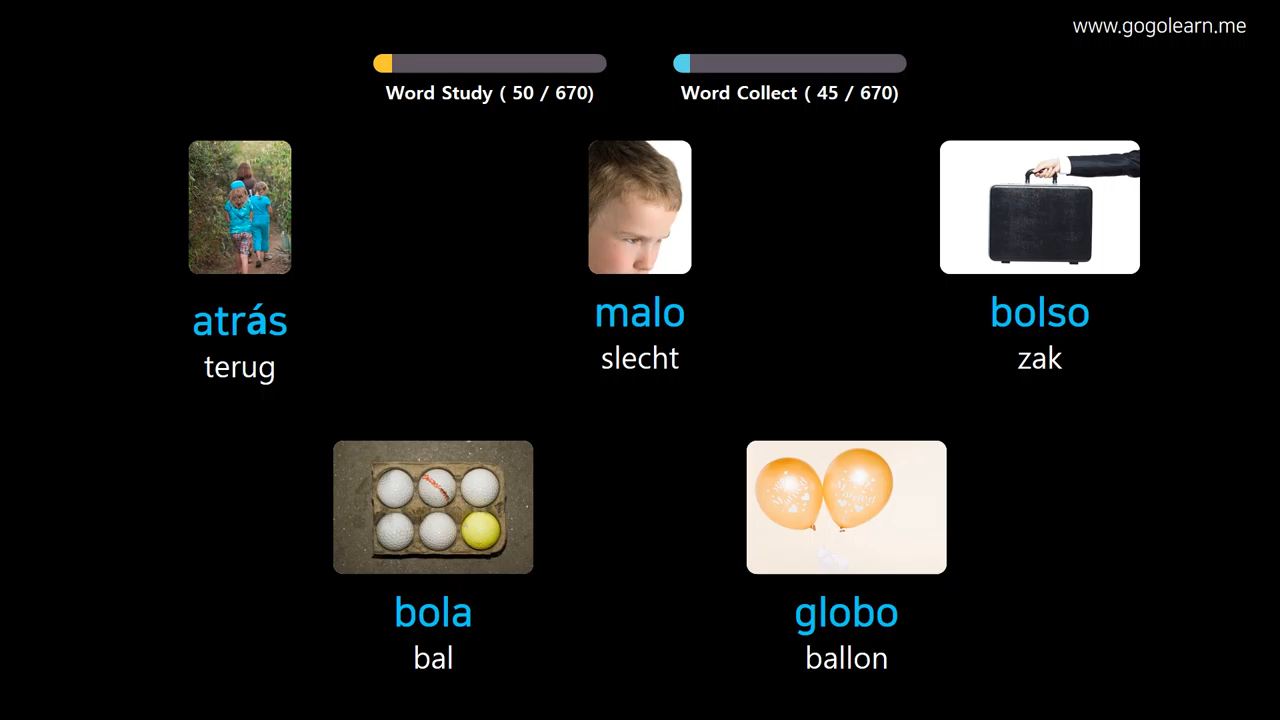 www.gogolearn.me
Word Study ( 50 / 670)
Word Collect ( 45 / 670)
atrás
terug
malo
slecht
bolso
zak
bola
bal
globo
ballon